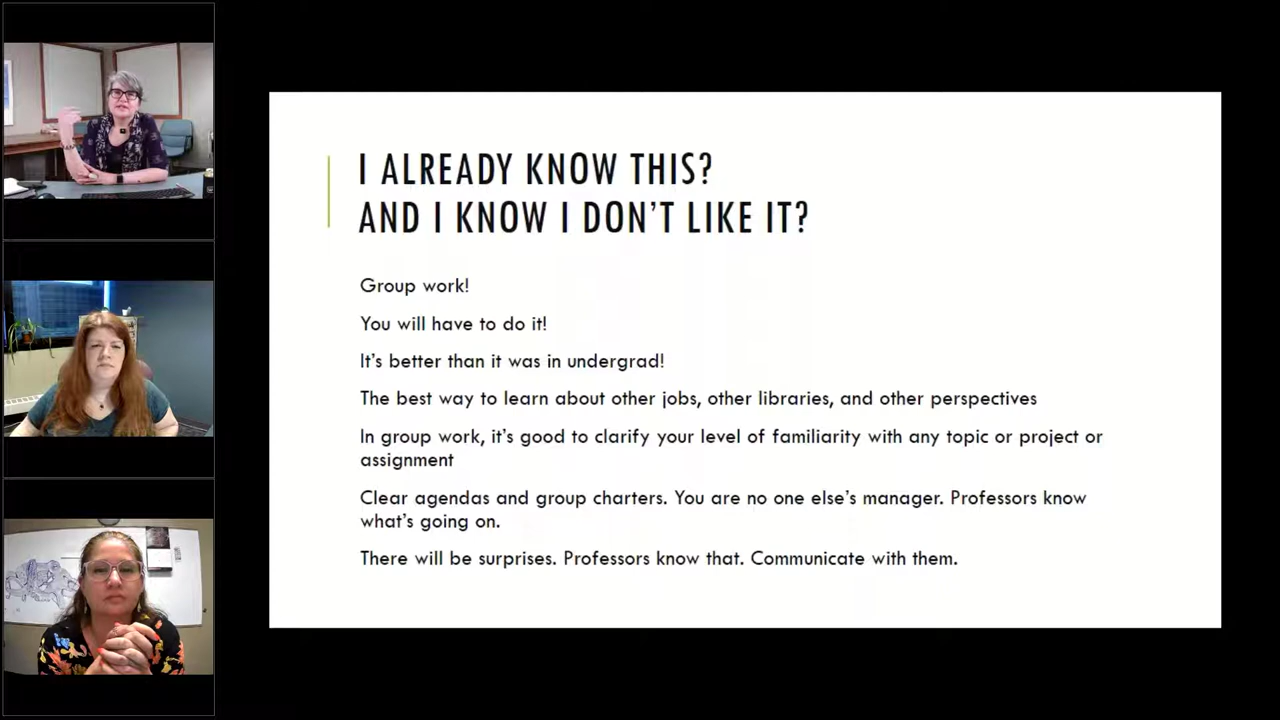 I ALREADY KNOW THIS?
AND I KNOW I DON'T LIKE IT?
Group work!
You will have to do it!
It's better than it was in undergrad!
The best way to learn about other jobs, other libraries, and other perspectives
In group work, it's good to clarify your level of familiarity with any topic or project or
assignment
Clear agendas and group charters. You are no one else's manager. Professors know
what's going on.
There will be surprises. Professors know that. Communicate with them.